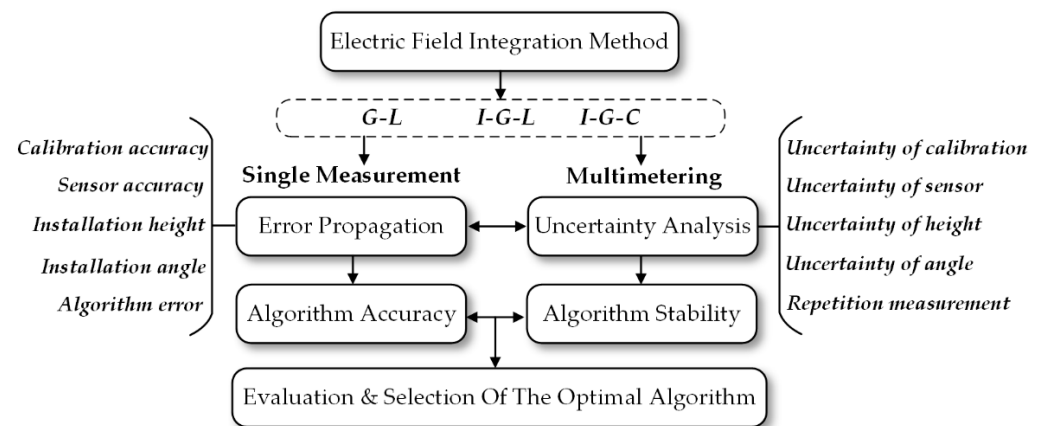 Electric Field Integration Method
G-L I-G-L I-G-C
Single Measurement
Multimetering
Calibration accuracy
Sensor accuracy
Installation height
Installation angle
Algorithm error
Error Propagation
Uncertainty Analysis
Uncertainty of calibration
Uncertainty of sensor
Uncertainty of height
Uncertainty of angle
Repetition measurement
Algorithm Accuracy
Algorithm Stability
Evaluation & Selection Of The Optimal Algorithm